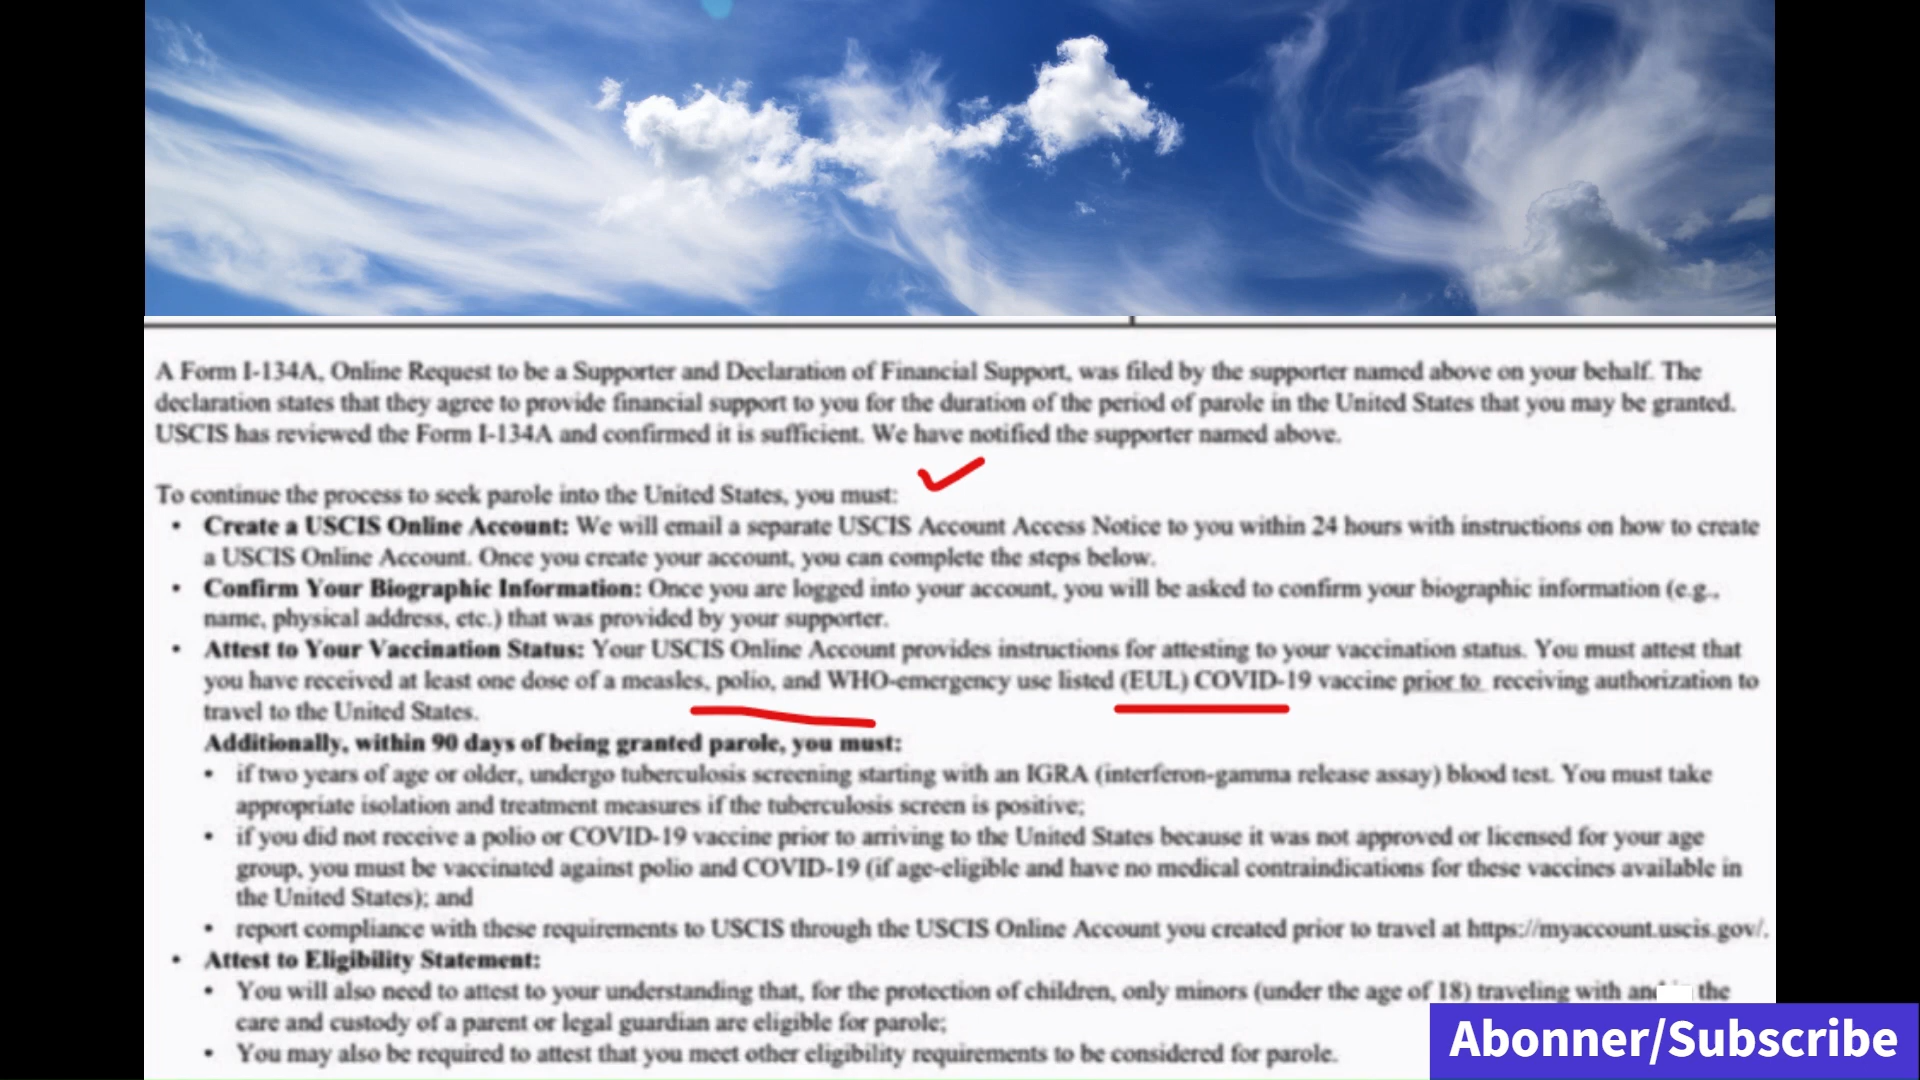 A Form I-134A, Online Request to be a Supporter and Declaration of Financial Support, was filed by the supporter named above on your behalf. The
declaration states that they agree to provide financial support to you for the duration of the period of parole in the United States that you may be granted.
USCIS has reviewed the Form I-134A and confirmed it is sufficient. We have notified the supporter named above.
To continue the process to seek parole into the United States, you must:
• Create a USCIS Online Account: We will email a separate USCIS Account Access Notice to you within 24 hours with instructions on how to create
a USCIS Online Account. Once you create your account, you can complete the steps below.
• Confirm Your Biographic Information: Once you are logged into your account, you will be asked to confirm your biographic information (e.g.,
name, physical address, etc.) that was provided by your supporter.
• Attest to Your Vaccination Status: Your USCIS Online Account provides instructions for attesting to your vaccination status. You must attest that
you have received at least one dose of a measles, polio, and WHO-emergency use listed (EUL) COVID-19 vaccine prior to receiving authorization to
travel to the United States.
Additionally, within 90 days of being granted parole, you must:
• if two years of age or older, undergo tuberculosis screening starting with an IGRA (interferon-gamma release assay) blood test. You must take
appropriate isolation and treatment measures if the tuberculosis screen is positive;
• if you did not receive a polio or COVID-19 vaccine prior to arriving to the United States because it was not approved or licensed for your age
group, you must be vaccinated against polio and COVID-19 (if age-eligible and have no medical contraindications for these vaccines available in
the United States); and
• report compliance with these requirements to USCIS through the USCIS Online Account you created prior to travel at https://myaccount.uscis.gov/.
• Attest to Eligibility Statement:
• You will also need to attest to your understanding that, for the protection of children, only minors (under the age of 18) traveling with the
care and custody of a parent or legal guardian are eligible for parole;
• You may also be required to attest that you meet other eligibility requirements to be considered for parole.
Abonner/Subscribe